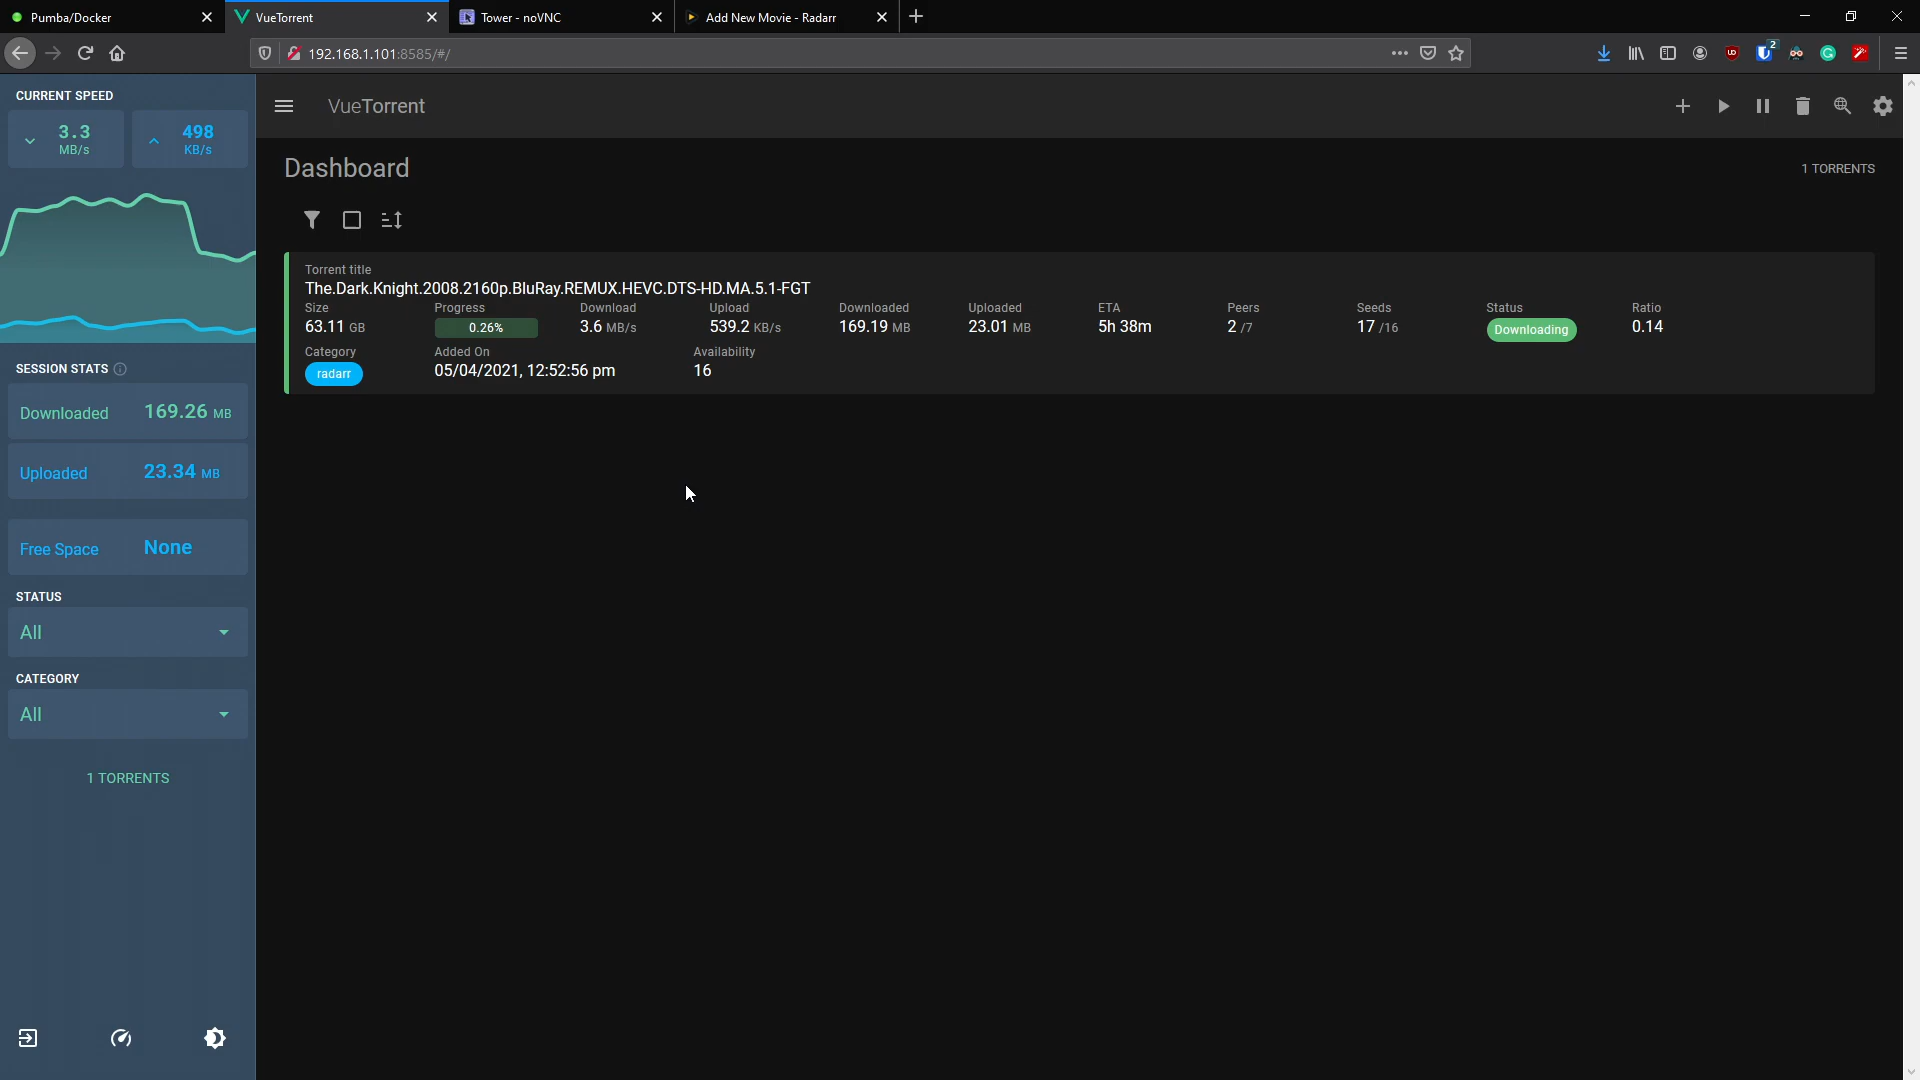 Pumba/Docker
VueTorrent
Tower - noVNC
Add New Movie - Radarr
192.168.1.101:8585/#/
2
CURRENT SPEED
3.3
MB/s
498
KB/s
SESSION STATS
Downloaded 169.26 MB
Uploaded 23.34 MB
Free Space None
STATUS
All
CATEGORY
All
1 TORRENTS
VueTorrent
Dashboard
1 TORRENTS
Torrent title
The.Dark.Knight.2008.2160p.BluRay.REMUX.HEVC.DTS-HD.MA.5.1-FGT
Size Progress Download Upload Downloaded Uploaded ETA Peers Seeds Status Ratio
63.11 GB 0.26% 3.6 MB/s 539.2 KB/s 169.19 MB 23.01 MB 5h 38m 2 /7 17 /16 Downloading 0.14
Category Added On Availability
radarr 05/04/2021, 12:52:56 pm 16